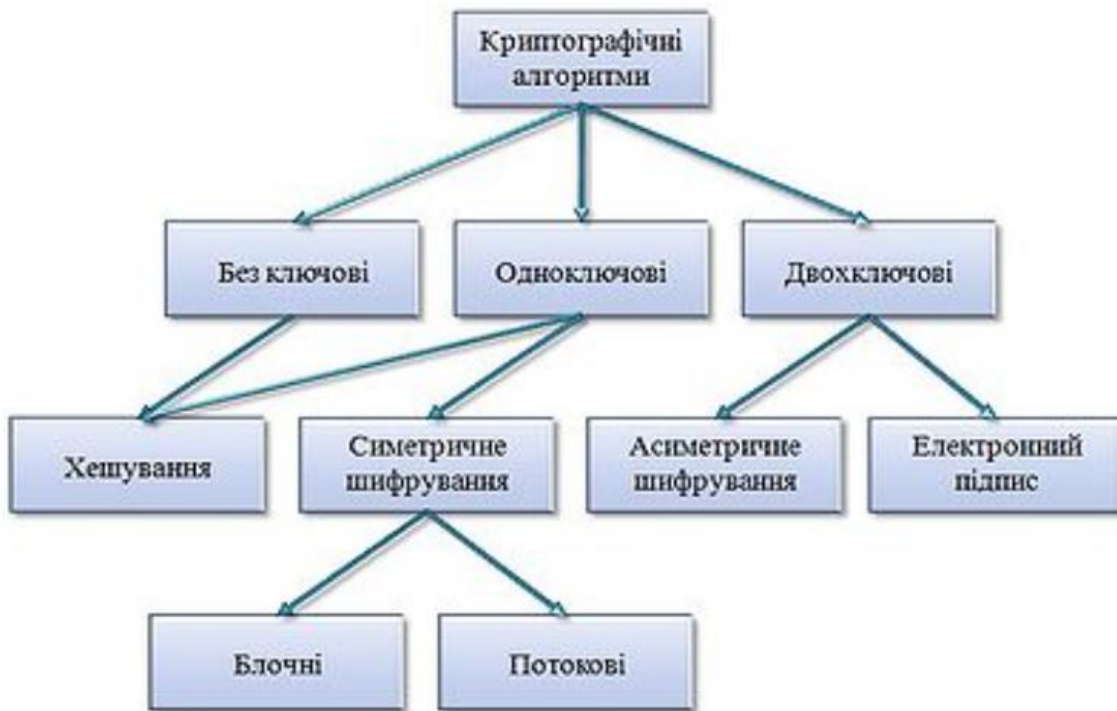 Криптографічні
алгоритми
Без ключові
Одноключові
Двохключові
Хешування
Симетричне
шифрування
Асиметричне
шифрування
Електронний
підпис
Блочні
Потокові